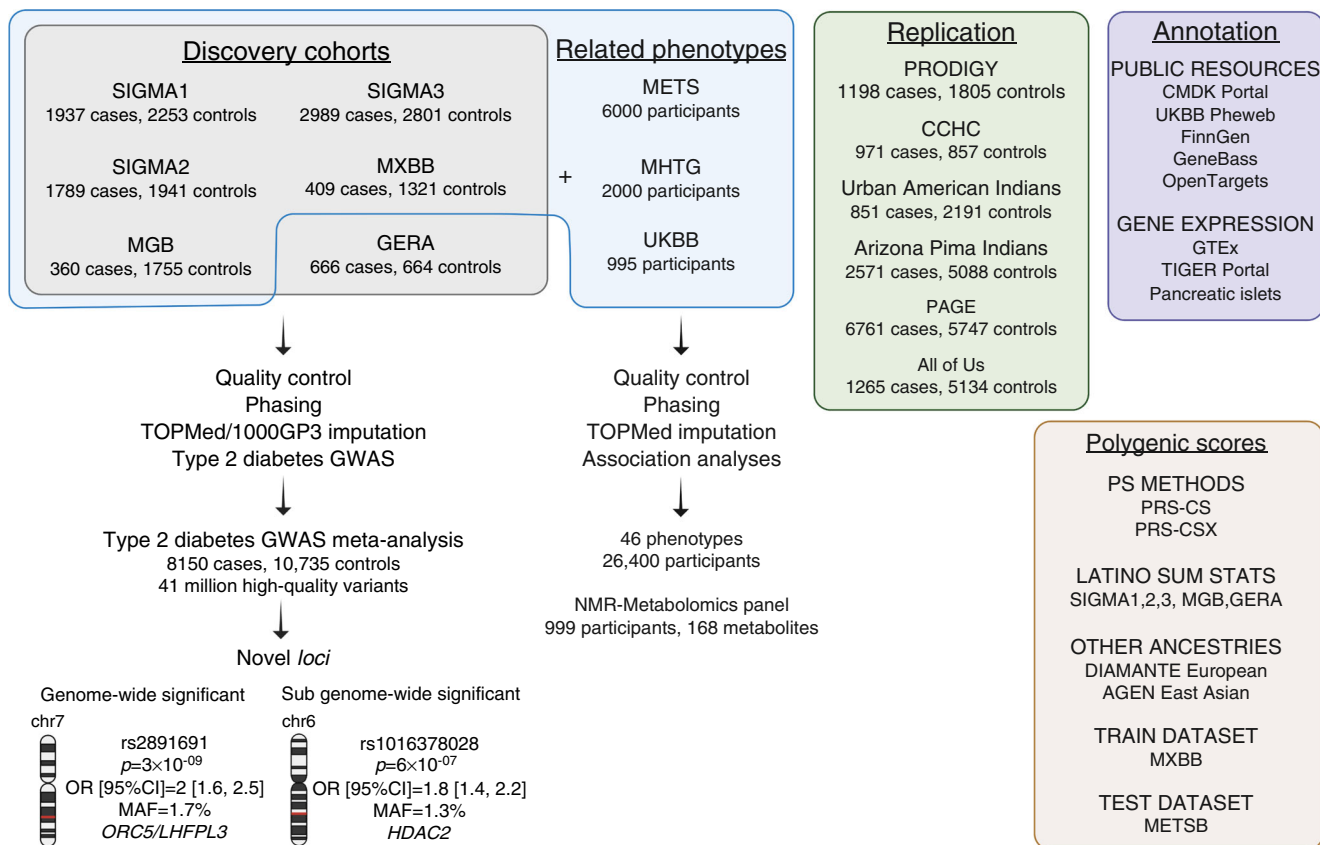 Discovery cohorts
SIGMA1
1937 cases, 2253 controls
SIGMA3
2989 cases, 2801 controls
SIGMA2
1789 cases, 1941 controls
MXBB
409 cases, 1321 controls
MGB
360 cases, 1755 controls
GERA
666 cases, 664 controls
+
Related phenotypes
METS
6000 participants
MHTG
2000 participants
UKBB
995 participants
Quality control
Phasing
TOPMed/1000GP3 imputation
Type 2 diabetes GWAS
Type 2 diabetes GWAS meta-analysis
8150 cases, 10,735 controls
41 million high-quality variants
Novel loci
Genome-wide significant
chr7
rs2891691
p=3×10⁻⁰⁹
OR [95%CI]=2 [1.6, 2.5]
MAF=1.7%
ORC5/LHFPL3
Sub genome-wide significant
chr6
rs1016378028
p=6×10⁻⁰⁷
OR [95%CI]=1.8 [1.4, 2.2]
MAF=1.3%
HDAC2
Quality control
Phasing
TOPMed imputation
Association analyses
46 phenotypes
26,400 participants
NMR-Metabolomics panel
999 participants, 168 metabolites
Replication
PRODIGY
1198 cases, 1805 controls
CCHC
971 cases, 857 controls
Urban American Indians
851 cases, 2191 controls
Arizona Pima Indians
2571 cases, 5088 controls
PAGE
6761 cases, 5747 controls
All of Us
1265 cases, 5134 controls
Annotation
PUBLIC RESOURCES
CMDK Portal
UKBB Pheweb
FinnGen
GeneBass
OpenTargets
GENE EXPRESSION
GTEx
TIGER Portal
Pancreatic islets
Polygenic scores
PS METHODS
PRS-CS
PRS-CSX
LATINO SUM STATS
SIGMA1,2,3, MGB,GERA
OTHER ANCESTRIES
DIAMANTE European
AGEN East Asian
TRAIN DATASET
MXBB
TEST DATASET
METSB